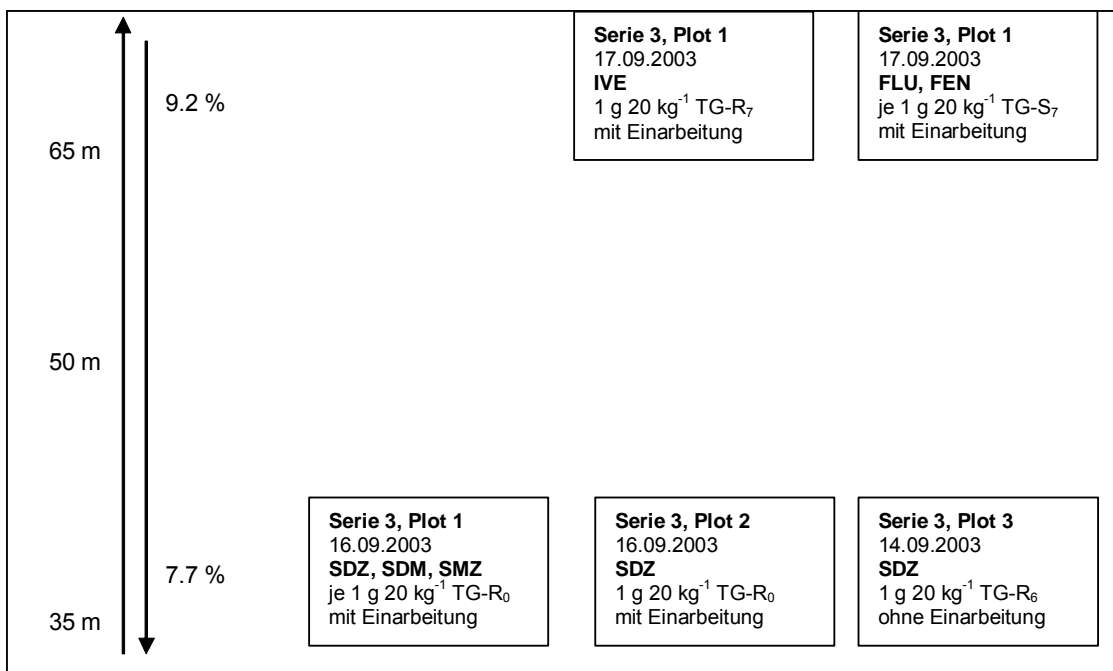 Serie 3, Plot 1
17.09.2003
IVE
1 g 20 kg⁻¹ TG-R₇
mit Einarbeitung
Serie 3, Plot 1
17.09.2003
FLU, FEN
je 1 g 20 kg⁻¹ TG-S₇
mit Einarbeitung
9.2 %
65 m
50 m
7.7 %
35 m
Serie 3, Plot 1
16.09.2003
SDZ, SDM, SMZ
je 1 g 20 kg⁻¹ TG-R₀
mit Einarbeitung
Serie 3, Plot 2
16.09.2003
SDZ
1 g 20 kg⁻¹ TG-R₀
mit Einarbeitung
Serie 3, Plot 3
14.09.2003
SDZ
1 g 20 kg⁻¹ TG-R₆
ohne Einarbeitung